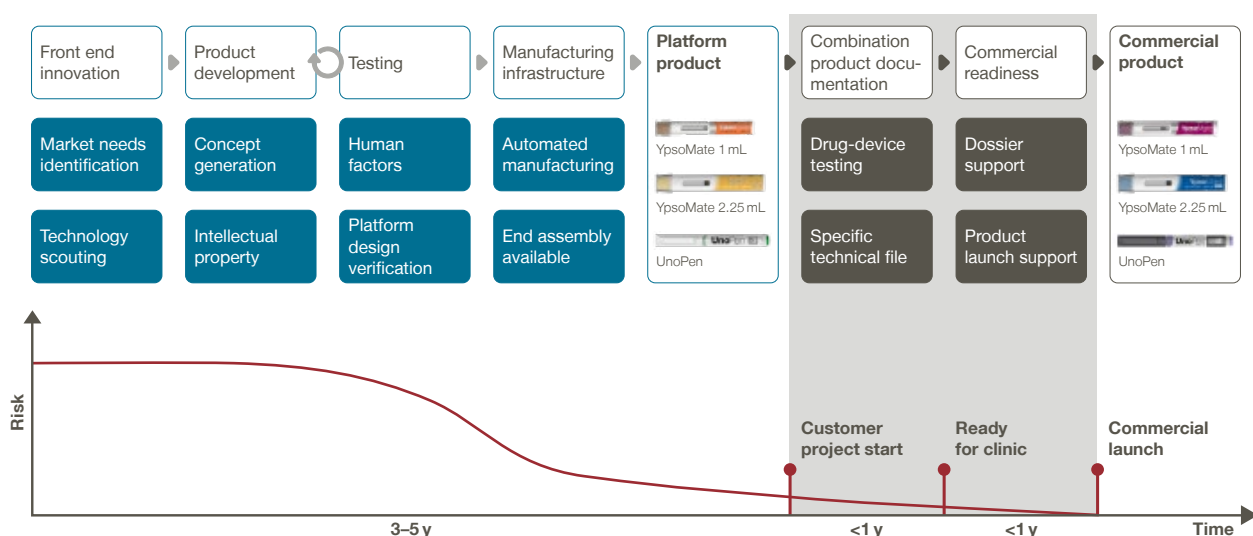 Front end
innovation
Product
development
Testing
Manufacturing
infrastructure
Platform
product
Combination
product docu-
mentation
Commercial
readiness
Commercial
product
Market needs
identification
Concept
generation
Human
factors
Automated
manufacturing
YpsoMate 1 mL
Drug-device
testing
Dossier
support
YpsoMate 1 mL
Technology
scouting
Intellectual
property
Platform
design
verification
End assembly
available
YpsoMate 2.25 mL
UnoPen
UnoPen
Specific
technical file
Product
launch support
YpsoMate 2.25 mL
UnoPen
UnoPen
Risk
Customer
project start
Ready
for clinic
Commercial
launch
3–5 y
<1 y
<1 y
Time